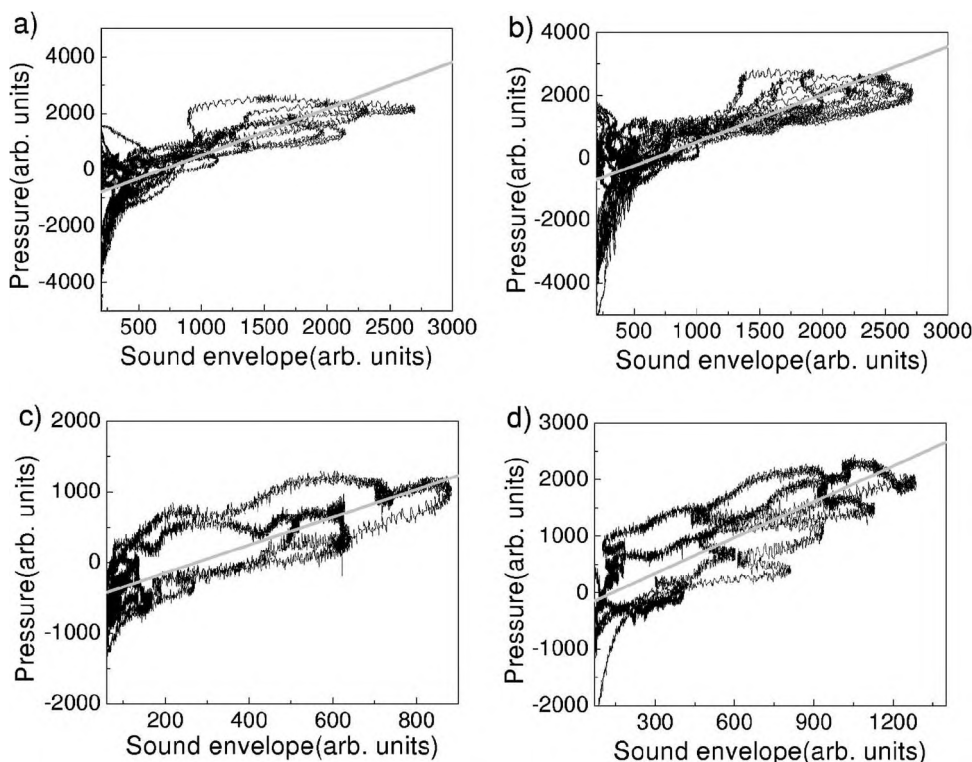 a)
Pressure(arb. units)
4000
2000
0
-2000
-4000
500 1000 1500 2000 2500 3000
Sound envelope(arb. units)
b)
Pressure(arb. units)
4000
2000
0
-2000
-4000
500 1000 1500 2000 2500 3000
Sound envelope(arb. units)
c)
Pressure(arb. units)
2000
1000
0
-1000
-2000
200 400 600 800
Sound envelope(arb. units)
d)
Pressure(arb. units)
3000
2000
1000
0
-1000
-2000
300 600 900 1200
Sound envelope(arb. units)